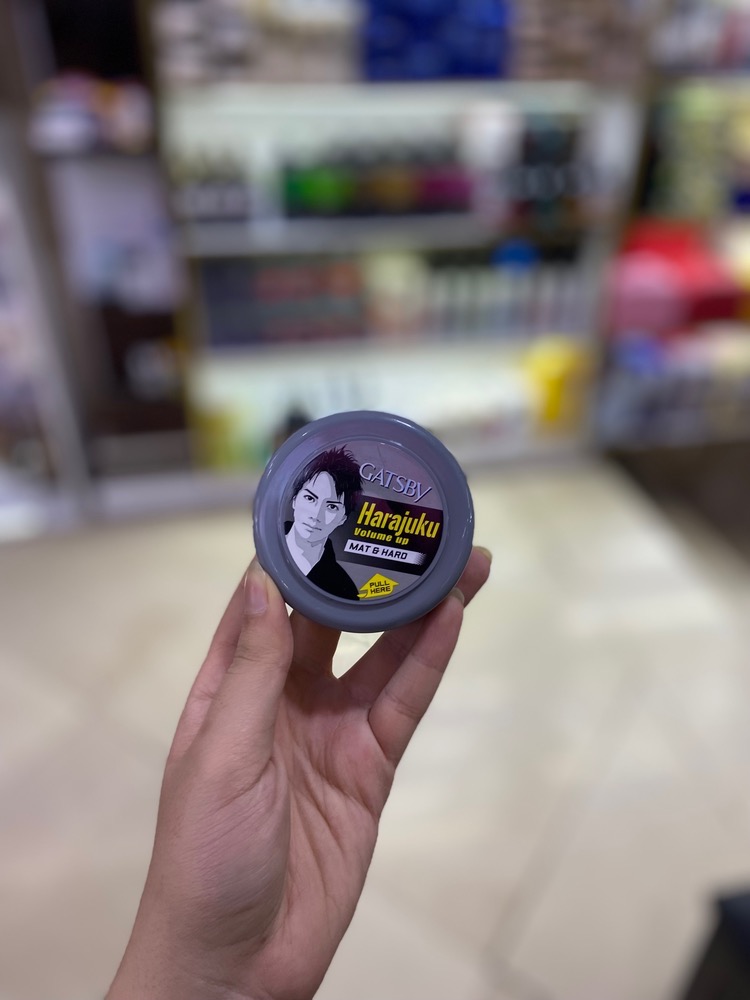 GATSBY
Harajuku
Volume up
MAT & HARD
PULL
HERE